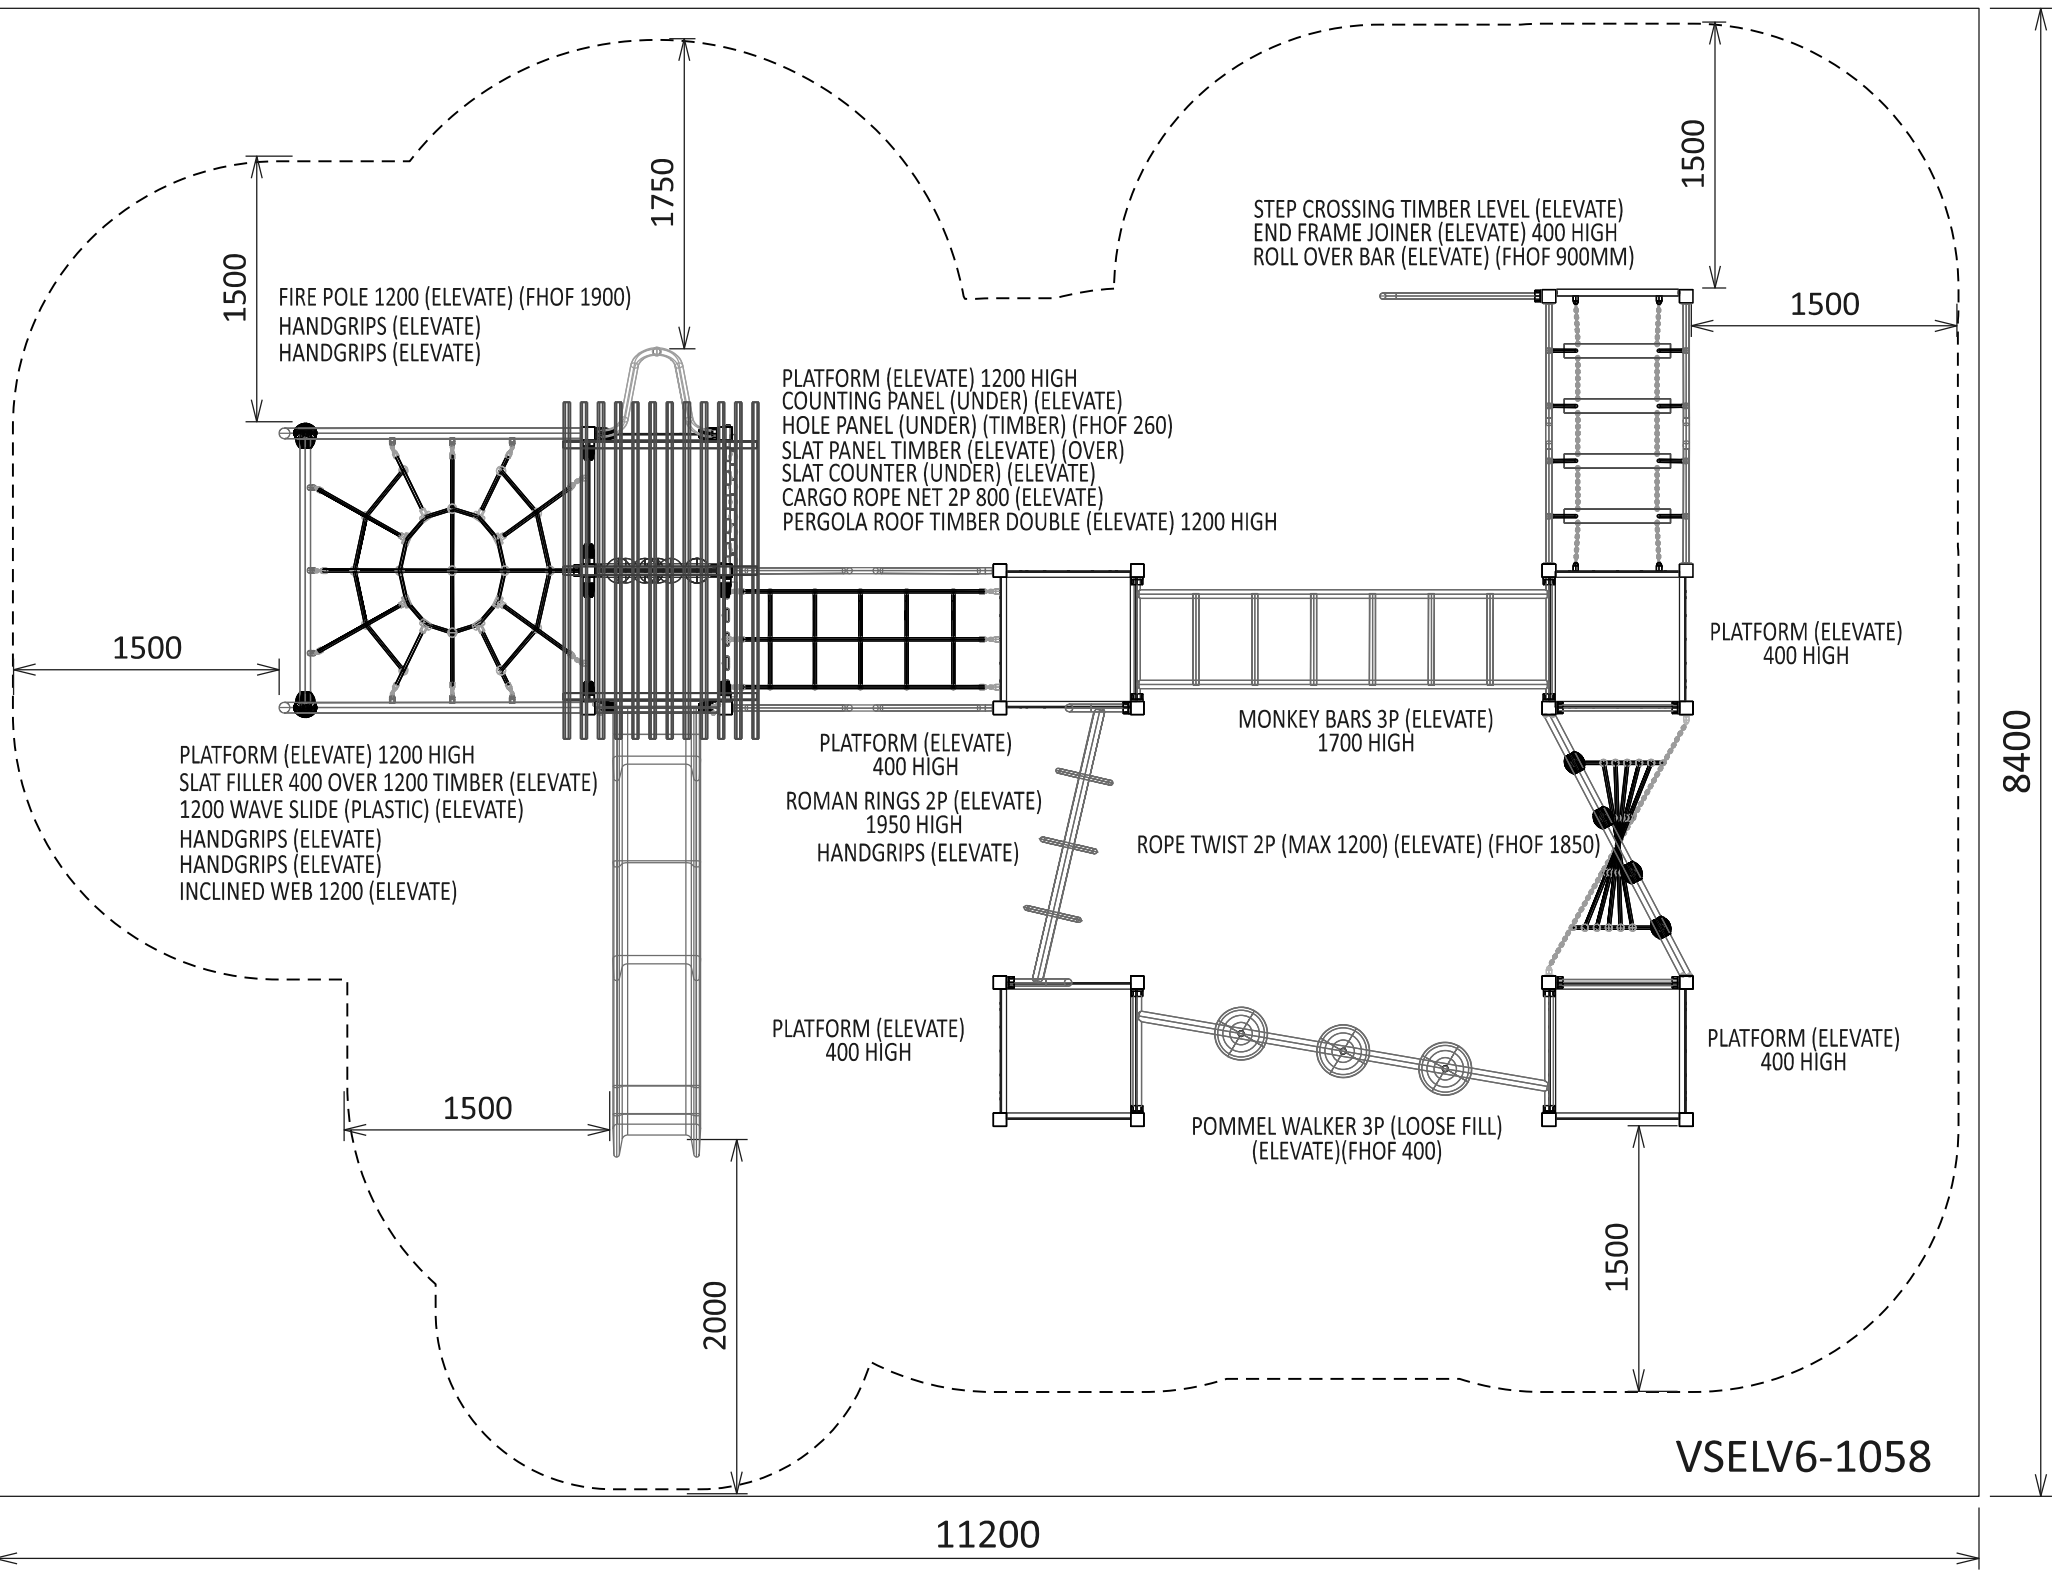 1750
1500
1500
STEP CROSSING TIMBER LEVEL (ELEVATE)
END FRAME JOINER (ELEVATE) 400 HIGH
ROLL OVER BAR (ELEVATE) (FHOF 900MM)
1500
FIRE POLE 1200 (ELEVATE) (FHOF 1900)
HANDGRIPS (ELEVATE)
HANDGRIPS (ELEVATE)
PLATFORM (ELEVATE) 1200 HIGH
COUNTING PANEL (UNDER) (ELEVATE)
HOLE PANEL (UNDER) (TIMBER) (FHOF 260)
SLAT PANEL TIMBER (ELEVATE) (OVER)
SLAT COUNTER (UNDER) (ELEVATE)
CARGO ROPE NET 2P 800 (ELEVATE)
PERGOLA ROOF TIMBER DOUBLE (ELEVATE) 1200 HIGH
1500
PLATFORM (ELEVATE)
400 HIGH
MONKEY BARS 3P (ELEVATE)
1700 HIGH
8400
PLATFORM (ELEVATE) 1200 HIGH
SLAT FILLER 400 OVER 1200 TIMBER (ELEVATE)
1200 WAVE SLIDE (PLASTIC) (ELEVATE)
HANDGRIPS (ELEVATE)
HANDGRIPS (ELEVATE)
INCLINED WEB 1200 (ELEVATE)
PLATFORM (ELEVATE)
400 HIGH
ROMAN RINGS 2P (ELEVATE)
1950 HIGH
HANDGRIPS (ELEVATE)
ROPE TWIST 2P (MAX 1200) (ELEVATE) (FHOF 1850)
PLATFORM (ELEVATE)
400 HIGH
PLATFORM (ELEVATE)
400 HIGH
1500
POMMEL WALKER 3P (LOOSE FILL)
(ELEVATE)(FHOF 400)
2000
1500
VSELV6-1058
11200